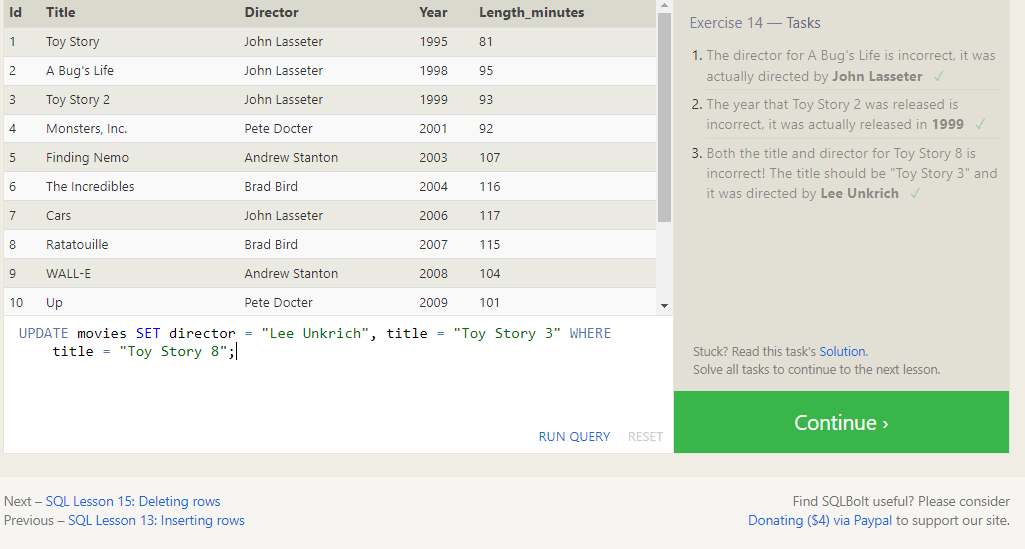 Id Title Director Year Length_minutes
1 Toy Story John Lasseter 1995 81
2 A Bug's Life John Lasseter 1998 95
3 Toy Story 2 John Lasseter 1999 93
4 Monsters, Inc. Pete Docter 2001 92
5 Finding Nemo Andrew Stanton 2003 107
6 The Incredibles Brad Bird 2004 116
7 Cars John Lasseter 2006 117
8 Ratatouille Brad Bird 2007 115
9 WALL-E Andrew Stanton 2008 104
10 Up Pete Docter 2009 101
UPDATE movies SET director = "Lee Unkrich", title = "Toy Story 3" WHERE
title = "Toy Story 8";
RUN QUERY RESET
Exercise 14 — Tasks
1. The director for A Bug's Life is incorrect, it was
actually directed by John Lasseter ✓
2. The year that Toy Story 2 was released is
incorrect, it was actually released in 1999 ✓
3. Both the title and director for Toy Story 8 is
incorrect! The title should be "Toy Story 3" and
it was directed by Lee Unkrich ✓
Stuck? Read this task's Solution.
Solve all tasks to continue to the next lesson.
Continue ›
Next – SQL Lesson 15: Deleting rows
Previous – SQL Lesson 13: Inserting rows
Find SQLBolt useful? Please consider
Donating ($4) via Paypal to support our site.